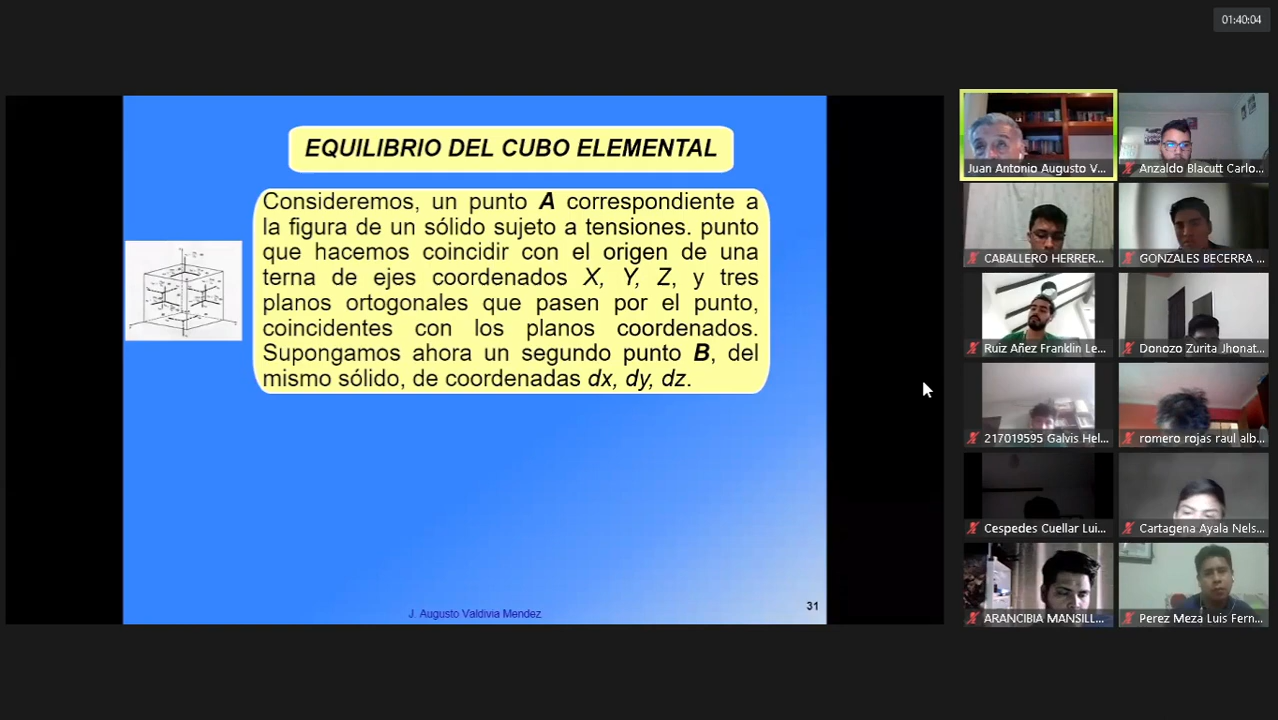 01:40:04
EQUILIBRIO DEL CUBO ELEMENTAL
Consideremos, un punto A correspondiente a
la figura de un sólido sujeto a tensiones. punto
que hacemos coincidir con el origen de una
terna de ejes coordenados X, Y, Z, y tres
planos ortogonales que pasen por el punto,
coincidentes con los planos coordenados.
Supongamos ahora un segundo punto B, del
mismo sólido, de coordenadas dx, dy, dz.
J. Augusto Valdivia Mendez
31
Juan Antonio Augusto V...
Anzaldo Blacutt Carlo...
CABALLERO HERRER...
GONZALES BECERRA ...
Ruiz Añez Franklin Le...
Donozo Zurita Jhonat...
217019595 Galvis Hel...
romero rojas raul alb...
Cespedes Cuellar Lui...
Cartagena Ayala Nels...
ARANCIBIA MANSILL...
Perez Meza Luis Fern...